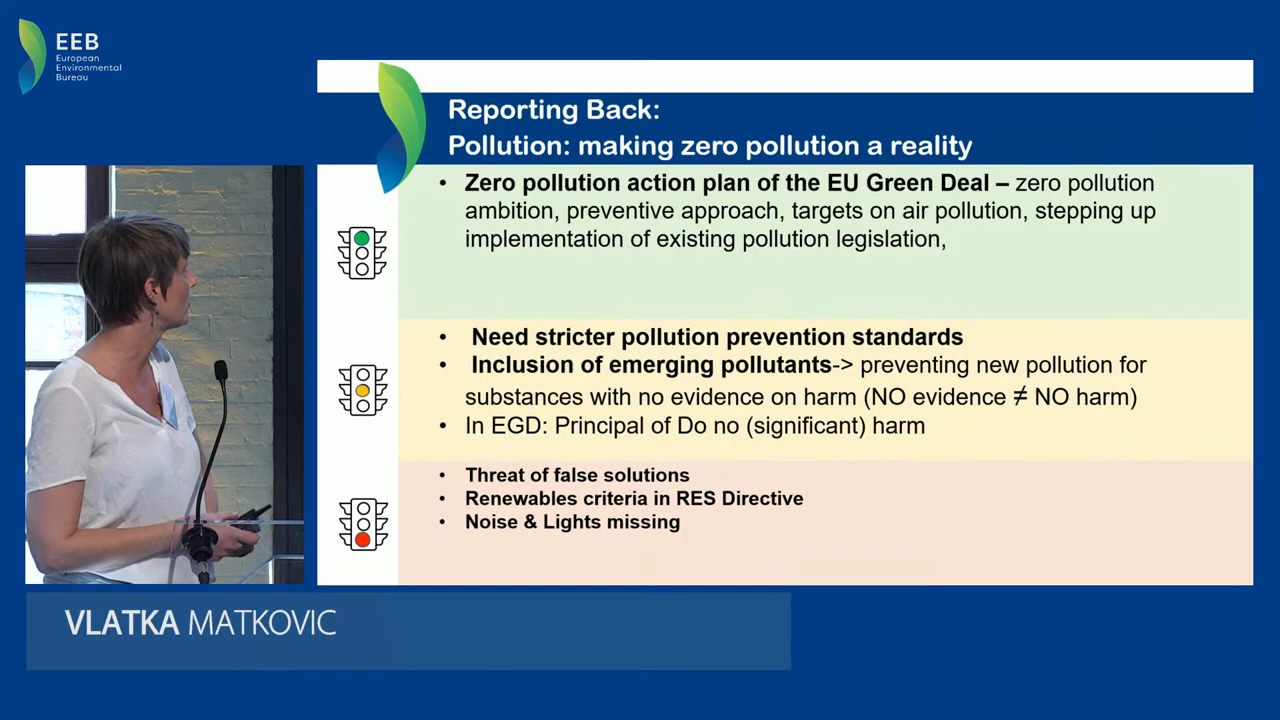 EEB
European
Environmental
Bureau
Reporting Back:
Pollution: making zero pollution a reality
• Zero pollution action plan of the EU Green Deal – zero pollution
ambition, preventive approach, targets on air pollution, stepping up
implementation of existing pollution legislation,
• Need stricter pollution prevention standards
• Inclusion of emerging pollutants-> preventing new pollution for
substances with no evidence on harm (NO evidence ≠ NO harm)
• In EGD: Principal of Do no (significant) harm
• Threat of false solutions
• Renewables criteria in RES Directive
• Noise & Lights missing
VLATKA MATKOVIC